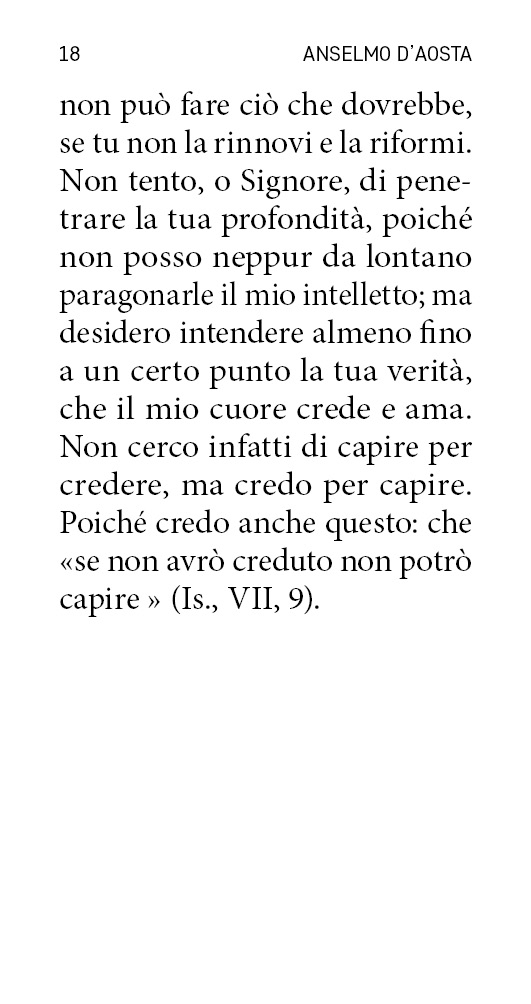 18 ANSELMO D'AOSTA
non può fare ciò che dovrebbe,
se tu non la rinnovi e la riformi.
Non tento, o Signore, di pene-
trare la tua profondità, poiché
non posso neppur da lontano
paragonarle il mio intelletto; ma
desidero intendere almeno fino
a un certo punto la tua verità,
che il mio cuore crede e ama.
Non cerco infatti di capire per
credere, ma credo per capire.
Poiché credo anche questo: che
«se non avrò creduto non potrò
capire » (Is., VII, 9).